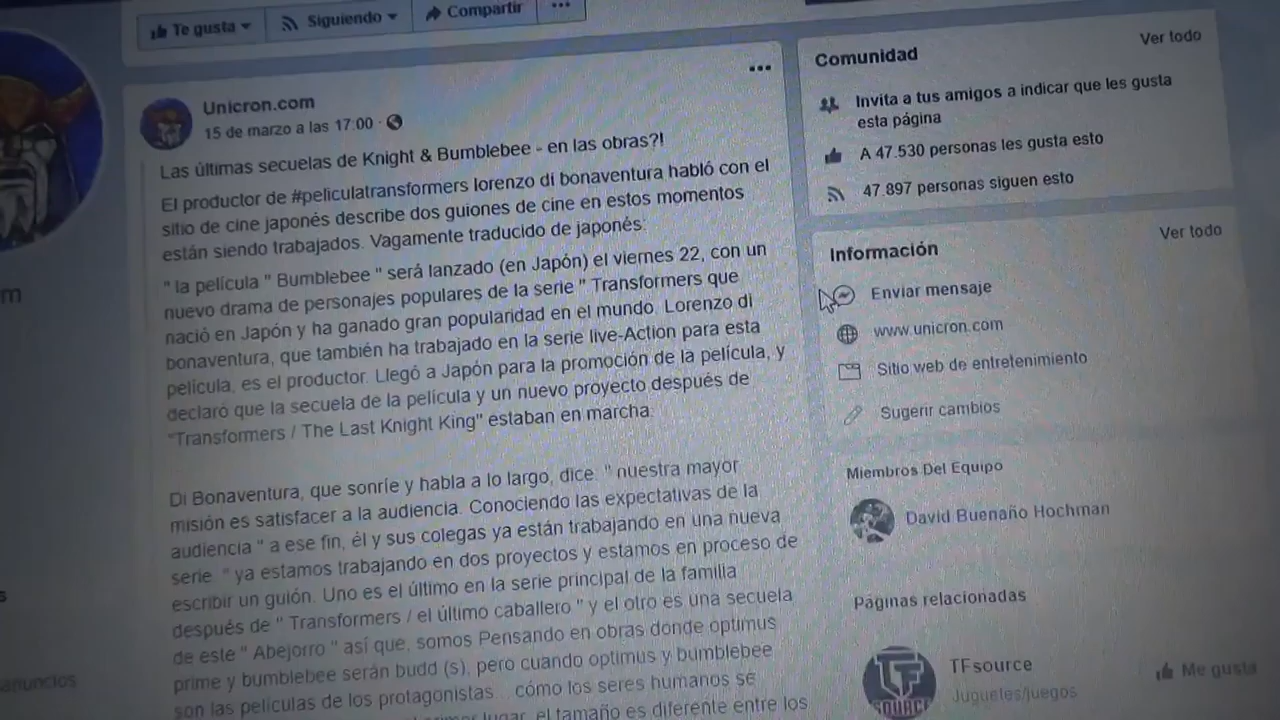 Te gusta
Siguiendo
Compartir
Unicron.com
15 de marzo a las 17:00 ·
Las últimas secuelas de Knight & Bumblebee - en las obras?!
El productor de #peliculatransformers lorenzo di bonaventura habló con el
sitio de cine japonés describe dos guiones de cine en estos momentos
están siendo trabajados. Vagamente traducido de japonés:
" la película " Bumblebee " será lanzado (en Japón) el viernes 22, con un
nuevo drama de personajes populares de la serie " Transformers que
nació en Japón y ha ganado gran popularidad en el mundo. Lorenzo di
bonaventura, que también ha trabajado en la serie live-Action para esta
película, es el productor. Llegó a Japón para la promoción de la película, y
declaró que la secuela de la película y un nuevo proyecto después de
"Transformers / The Last Knight King" estaban en marcha.
Di Bonaventura, que sonríe y habla a lo largo, dice: " nuestra mayor
misión es satisfacer a la audiencia. Conociendo las expectativas de la
audiencia " a ese fin, él y sus colegas ya están trabajando en una nueva
serie. " ya estamos trabajando en dos proyectos y estamos en proceso de
escribir un guión. Uno es el último en la serie principal de la familia
después de " Transformers / el último caballero " y el otro es una secuela
de este " Abejorro " así que, somos Pensando en obras donde optimus
prime y bumblebee serán budd (s), pero cuando optimus y bumblebee
son las películas de los protagonistas... cómo los seres humanos se
lugar, el tamaño es diferente entre los
Comunidad
Ver todo
Invita a tus amigos a indicar que les gusta
esta página
A 47.530 personas les gusta esto
47.897 personas siguen esto
Información
Ver todo
Enviar mensaje
www.unicron.com
Sitio web de entretenimiento
Sugerir cambios
Miembros Del Equipo
David Buenaño Hochman
Páginas relacionadas
TFsource
Juguetes/juegos
Me gusta
TF
SOURCE
m
s
anuncios